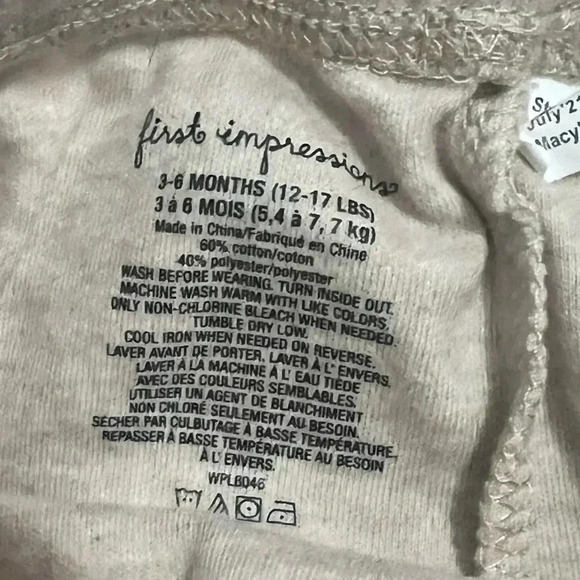 first impressions
3-6 MONTHS (12-17 LBS)
3 à 6 MOIS (5,4 à 7,7 kg)
Made in China/Fabriqué en Chine
60% cotton/coton
40% polyester/polyester
WASH BEFORE WEARING. TURN INSIDE OUT.
MACHINE WASH WARM WITH LIKE COLORS.
ONLY NON-CHLORINE BLEACH WHEN NEEDED.
TUMBLE DRY LOW.
COOL IRON WHEN NEEDED ON REVERSE.
LAVER AVANT DE PORTER. LAVER À L' ENVERS.
LAVER À LA MACHINE À L' EAU TIÈDE
AVEC DES COULEURS SEMBLABLES.
UTILISER UN AGENT DE BLANCHIMENT
NON CHLORÉ SEULEMENT AU BESOIN.
SÉCHER PAR CULBUTAGE À BASSE TEMPÉRATURE.
REPASSER À BASSE TEMPÉRATURE AU BESOIN
À L' ENVERS.
WPLB046
July'2
Macy'